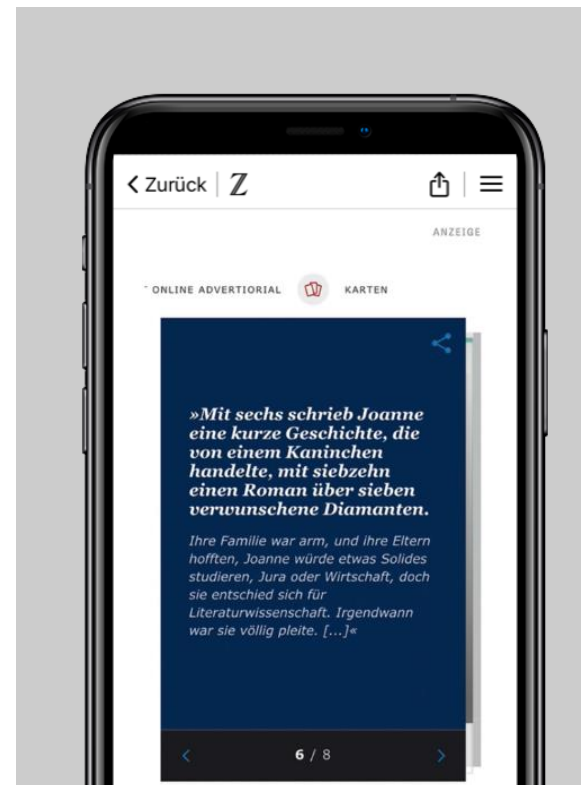 Zurück Z
ANZEIGE
ONLINE ADVERTIORIAL KARTEN
»Mit sechs schrieb Joanne
eine kurze Geschichte, die
von einem Kaninchen
handelte, mit siebzehn
einen Roman über sieben
verwunschene Diamanten.
Ihre Familie war arm, und ihre Eltern
hofften, Joanne würde etwas Solides
studieren, Jura oder Wirtschaft, doch
sie entschied sich für
Literaturwissenschaft. Irgendwann
war sie völlig pleite. [...]«
6 / 8